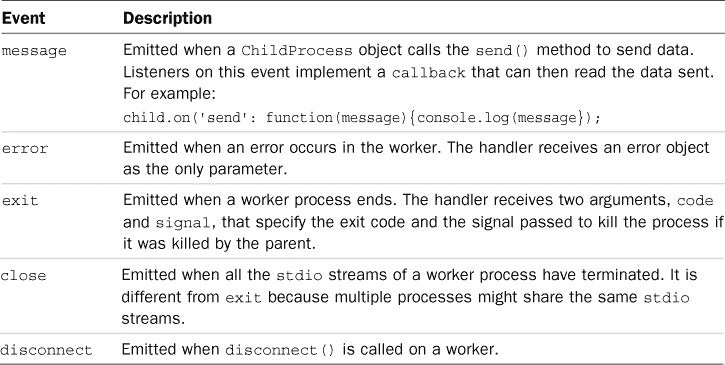 Event Description
message Emitted when a ChildProcess object calls the send() method to send data.
Listeners on this event implement a callback that can then read the data sent.
For example:
child.on('send': function(message){console.log(message});
error Emitted when an error occurs in the worker. The handler receives an error object
as the only parameter.
exit Emitted when a worker process ends. The handler receives two arguments, code
and signal, that specify the exit code and the signal passed to kill the process if
it was killed by the parent.
close Emitted when all the stdio streams of a worker process have terminated. It is
different from exit because multiple processes might share the same stdio
streams.
disconnect Emitted when disconnect() is called on a worker.